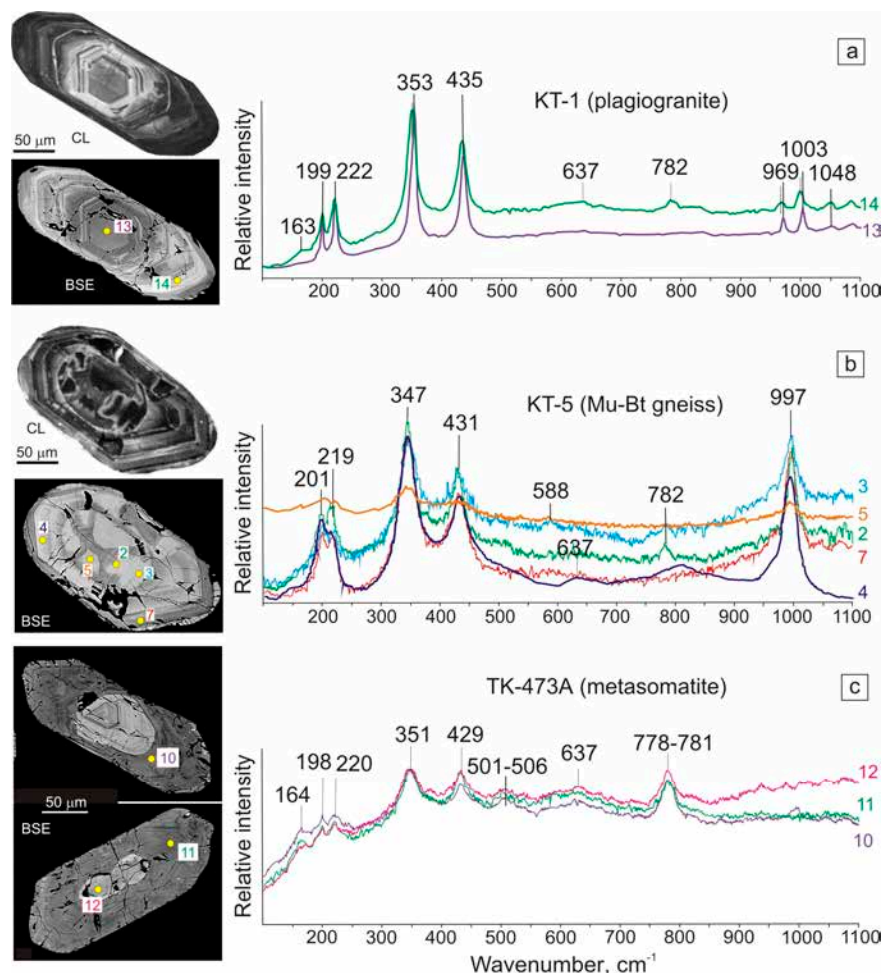 a
KT-1 (plagiogranite)
353
435
199
222
163
637
782
969
1003
1048
14
13
Relative intensity
200 300 400 500 600 700 800 900 1000 1100
50 µm
CL
13
BSE
14
b
KT-5 (Mu-Bt gneiss)
347
431
997
201
219
588
782
637
3
5
2
7
4
Relative intensity
200 300 400 500 600 700 800 900 1000 1100
CL
50 µm
4
2
5
3
7
BSE
c
TK-473A (metasomatite)
351
429
198
220
501-506
637
778-781
164
12
11
10
Relative intensity
200 300 400 500 600 700 800 900 1000 1100
Wavenumber, cm-1
10
50 µm
BSE
11
12